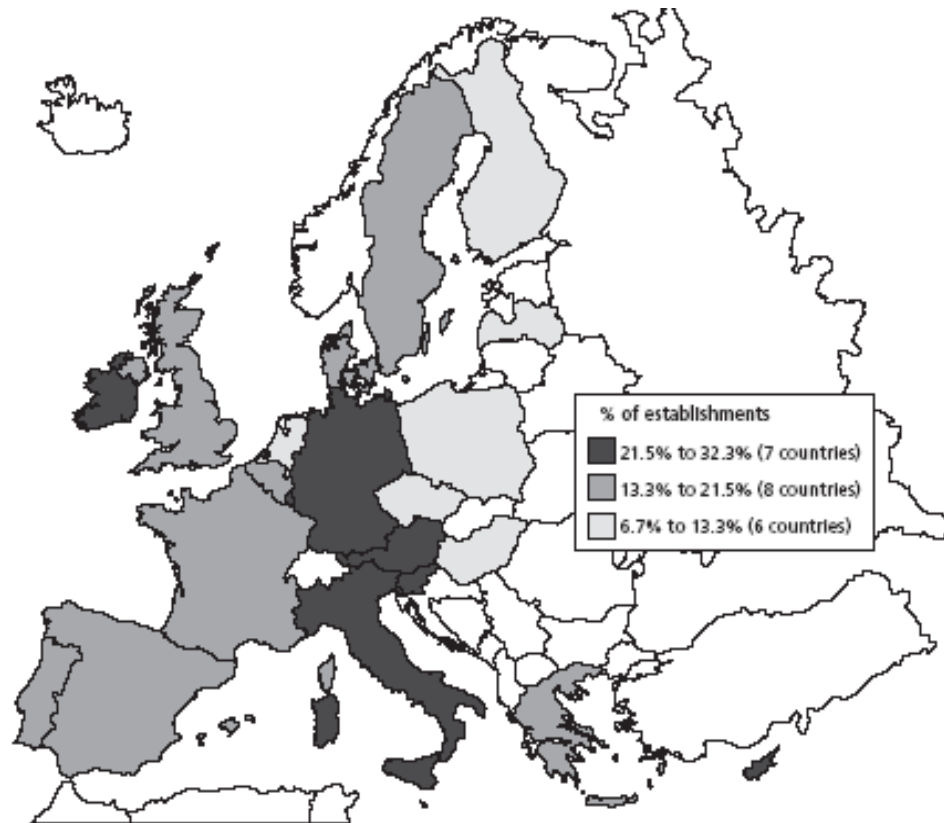 % of establishments
21.5% to 32.3% (7 countries)
13.3% to 21.5% (8 countries)
6.7% to 13.3% (6 countries)